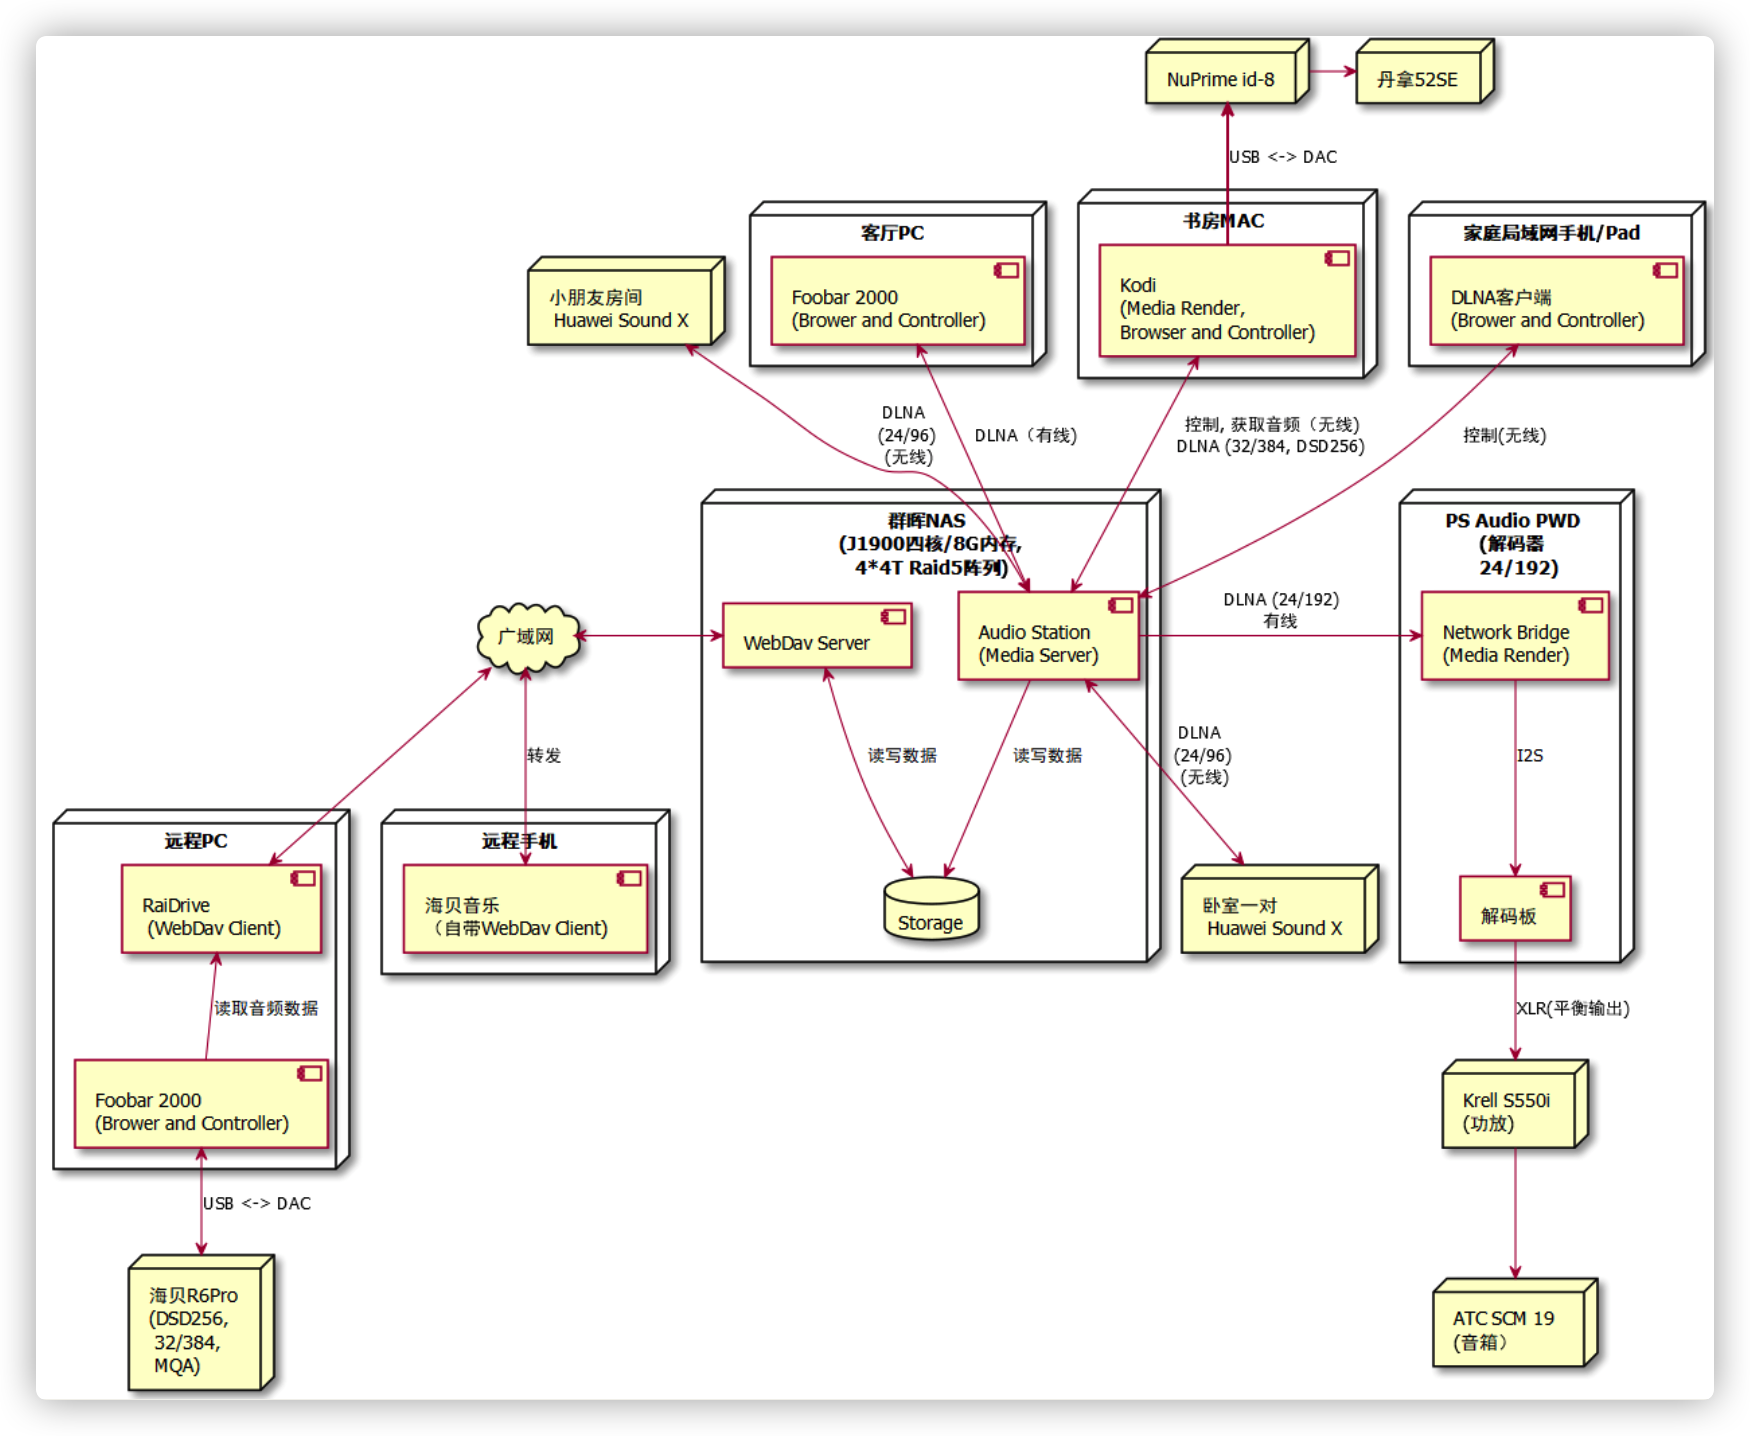 NuPrime id-8
丹拿52SE
USB <-> DAC
客厅PC
Foobar 2000
(Brower and Controller)
书房MAC
Kodi
(Media Render,
Browser and Controller)
家庭局域网手机/Pad
DLNA客户端
(Brower and Controller)
小朋友房间
Huawei Sound X
DLNA
(24/96)
(无线)
DLNA（有线)
控制, 获取音频（无线)
DLNA (32/384, DSD256)
控制(无线)
群晖NAS
(J1900四核/8G内存,
4*4T Raid5阵列)
PS Audio PWD
(解码器
24/192)
广域网
WebDav Server
Audio Station
(Media Server)
DLNA (24/192)
有线
Network Bridge
(Media Render)
转发
读写数据
读写数据
DLNA
(24/96)
(无线)
I2S
远程PC
RaiDrive
(WebDav Client)
远程手机
海贝音乐
（自带WebDav Client)
Storage
卧室一对
Huawei Sound X
解码板
读取音频数据
XLR(平衡输出)
Foobar 2000
(Brower and Controller)
Krell S550i
(功放)
USB <-> DAC
海贝R6Pro
(DSD256,
32/384,
MQA)
ATC SCM 19
(音箱）